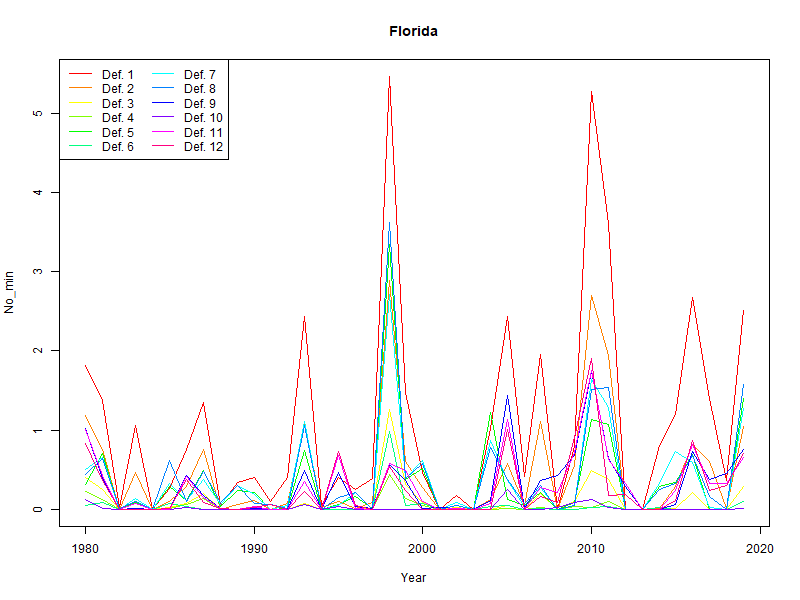 Florida
Def. 1 Def. 7
Def. 2 Def. 8
Def. 3 Def. 9
Def. 4 Def. 10
Def. 5 Def. 11
Def. 6 Def. 12
No_min
5
4
3
2
1
0
1980 1990 2000 2010 2020
Year